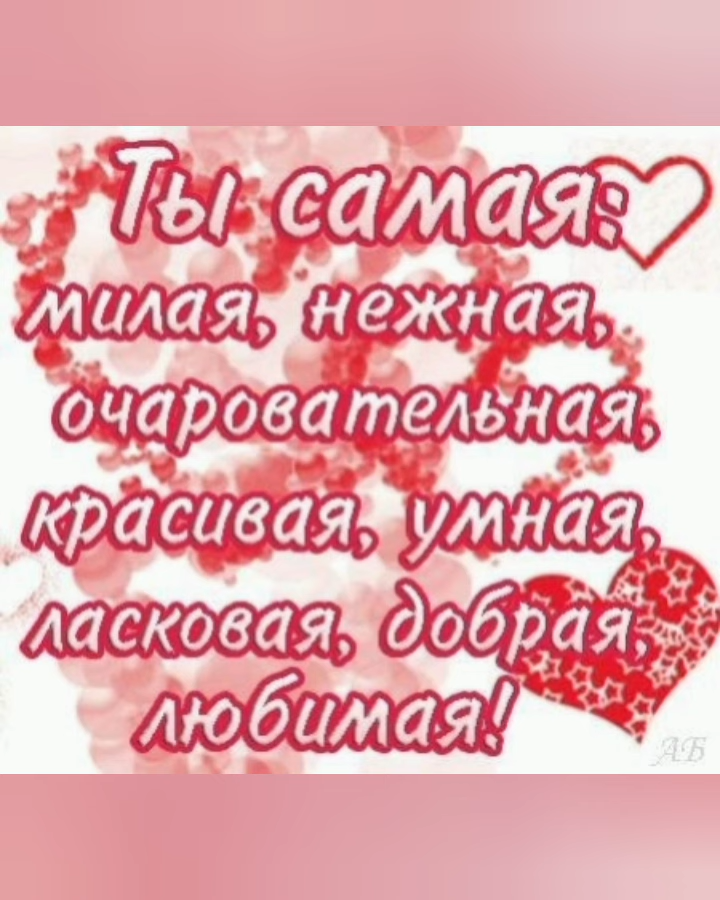 Ты самая:
милая, нежная,
очаровательная,
красивая, умная,
ласковая, добрая,
любимая!
АБ